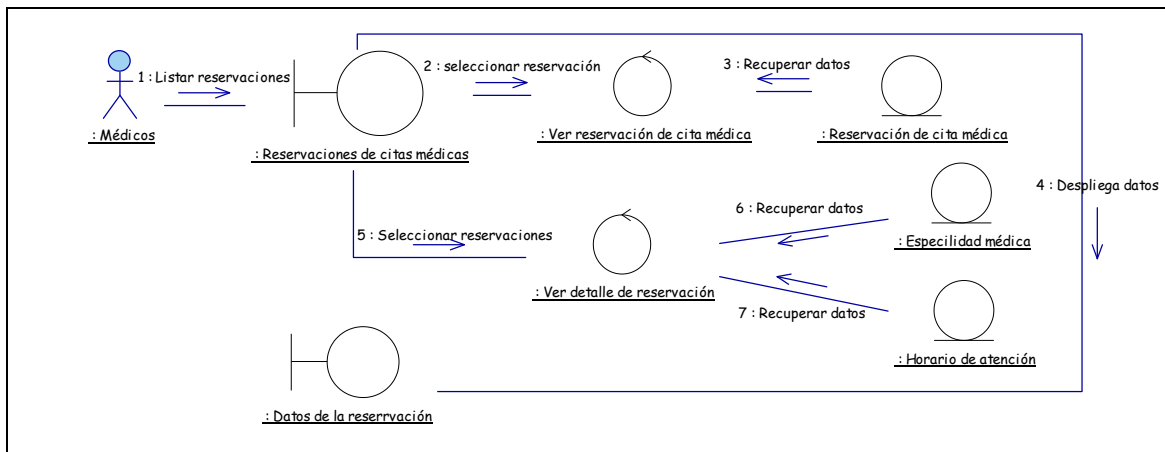 1 : Listar reservaciones
2 : seleccionar reservación
3 : Recuperar datos
: Médicos
: Reservaciones de citas médicas
: Ver reservación de cita médica
: Reservación de cita médica
4 : Despliega datos
5 : Seleccionar reservaciones
6 : Recuperar datos
: Especilidad médica
: Ver detalle de reservación
7 : Recuperar datos
: Horario de atención
: Datos de la reserrvación